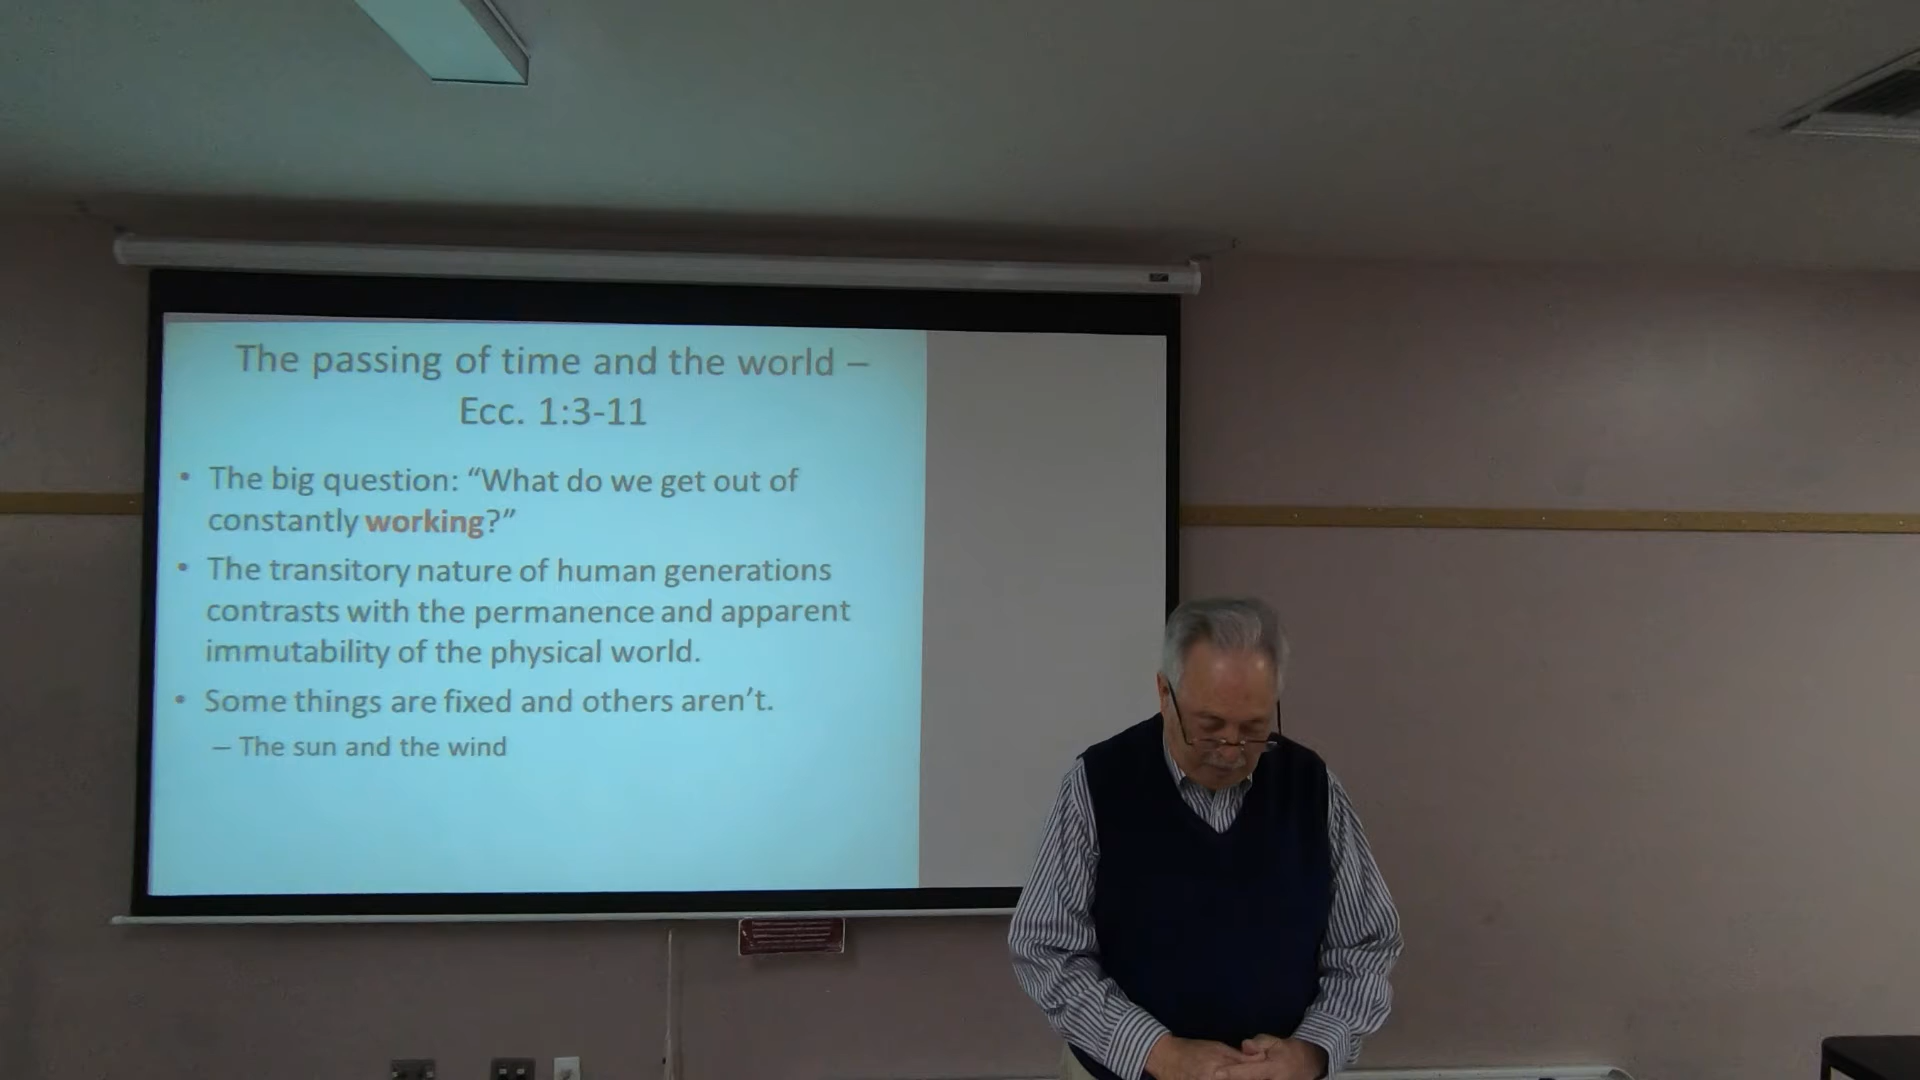 The passing of time and the world –
Ecc. 1:3-11
• The big question: “What do we get out of
constantly working?”
• The transitory nature of human generations
contrasts with the permanence and apparent
immutability of the physical world.
• Some things are fixed and others aren’t.
– The sun and the wind